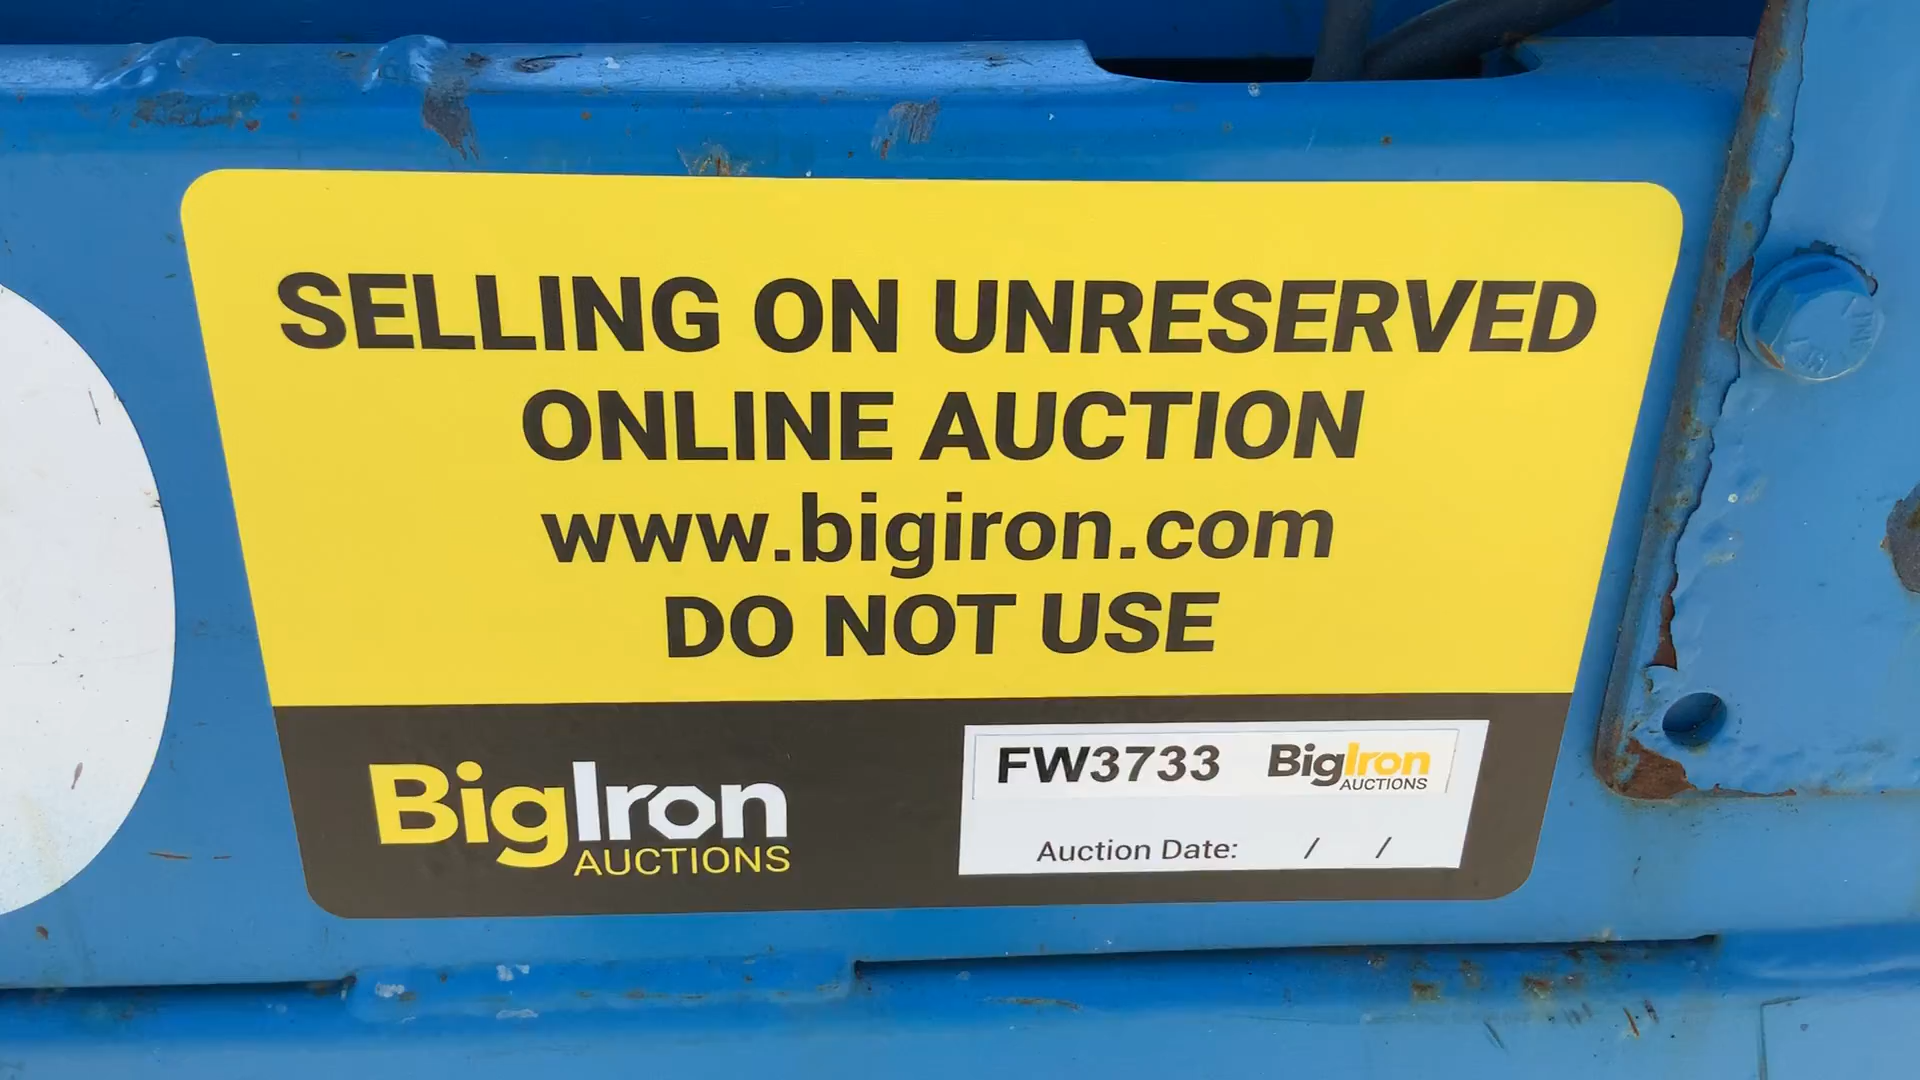 SELLING ON UNRESERVED
ONLINE AUCTION
www.bigiron.com
DO NOT USE
BigIron
AUCTIONS
FW3733 BigIron
AUCTIONS
Auction Date: / /